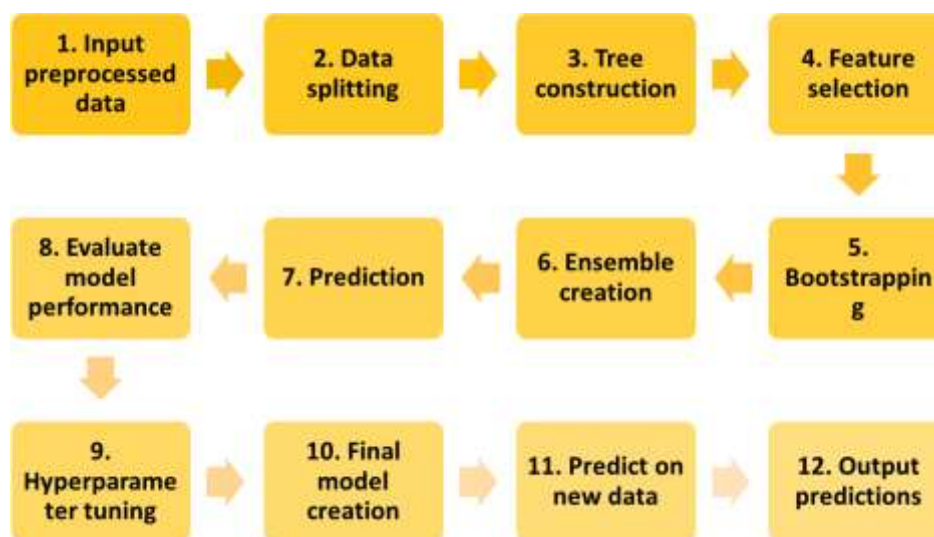 1. Input
preprocessed
data
2. Data
splitting
3. Tree
construction
4. Feature
selection
5.
Bootstrappin
g
6. Ensemble
creation
7. Prediction
8. Evaluate
model
performance
9.
Hyperparame
ter tuning
10. Final
model
creation
11. Predict on
new data
12. Output
predictions